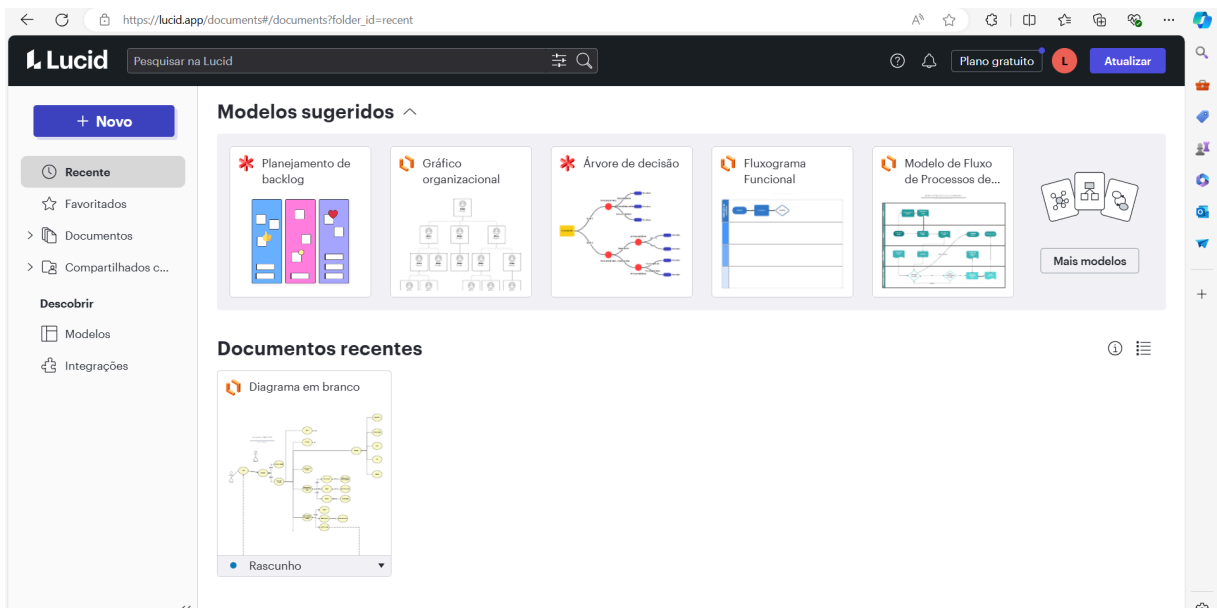 https://lucid.app/documents#/documents?folder_id=recent
Lucid
Pesquisar na Lucid
Plano gratuito
L
Atualizar
+ Novo
Recente
Favoritados
Documentos
Compartilhados c...
Descobrir
Modelos
Integrações
Modelos sugeridos
Planejamento de
backlog
Gráfico
organizacional
Árvore de decisão
Fluxograma
Funcional
Modelo de Fluxo
de Processos de...
Mais modelos
Documentos recentes
Diagrama em branco
Rascunho